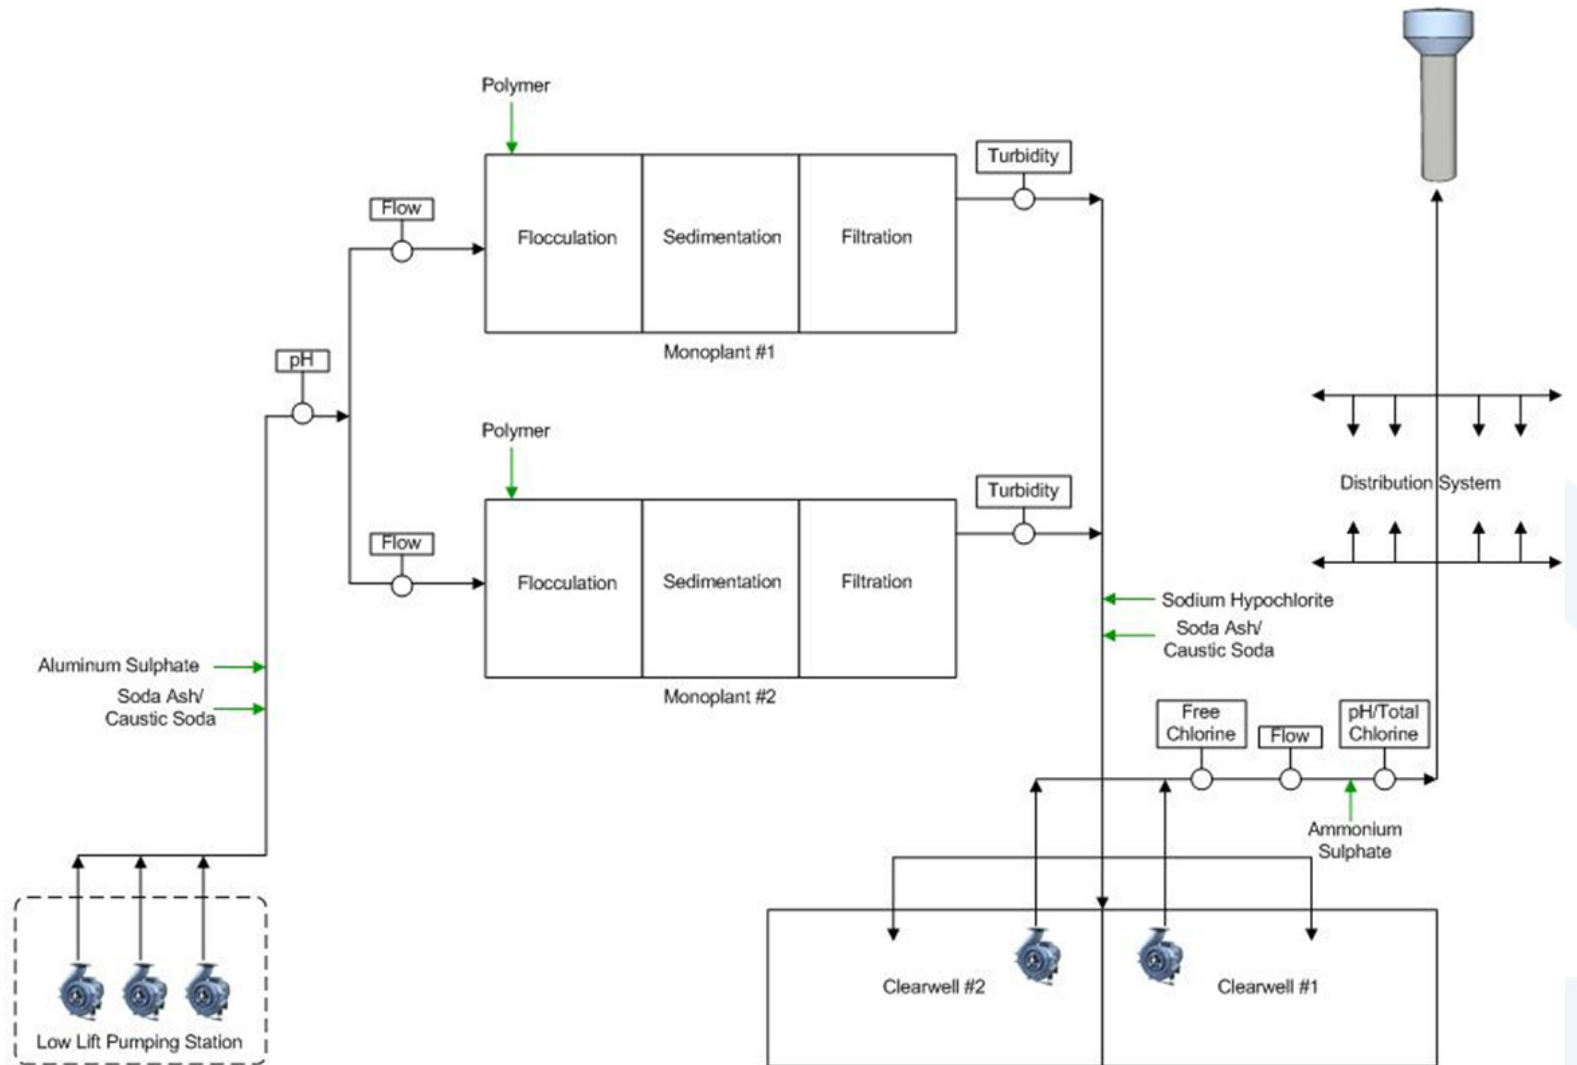 Polymer
Turbidity
Flow
Flocculation
Sedimentation
Filtration
Monoplant #1
pH
Polymer
Turbidity
Flow
Flocculation
Sedimentation
Filtration
Monoplant #2
Distribution System
Sodium Hypochlorite
Soda Ash/
Caustic Soda
Aluminum Sulphate
Soda Ash/
Caustic Soda
Free
Chlorine
Flow
pH/Total
Chlorine
Ammonium
Sulphate
Clearwell #2
Clearwell #1
Low Lift Pumping Station